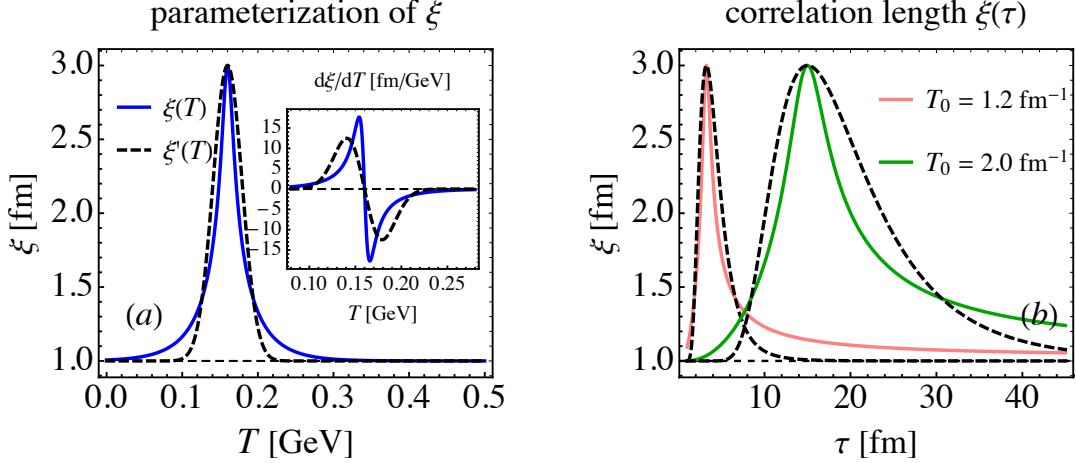 parameterization of ξ
ξ [fm]
3.0
2.5
2.0
1.5
1.0
ξ(T)
ξ'(T)
dξ/dT [fm/GeV]
15
10
5
0
−5
−10
−15
0.10 0.15 0.20 0.25
T [GeV]
(a)
0.0 0.1 0.2 0.3 0.4 0.5
T [GeV]
correlation length ξ(τ)
ξ [fm]
3.0
2.5
2.0
1.5
1.0
T₀ = 1.2 fm⁻¹
T₀ = 2.0 fm⁻¹
(b)
10 20 30 40
τ [fm]